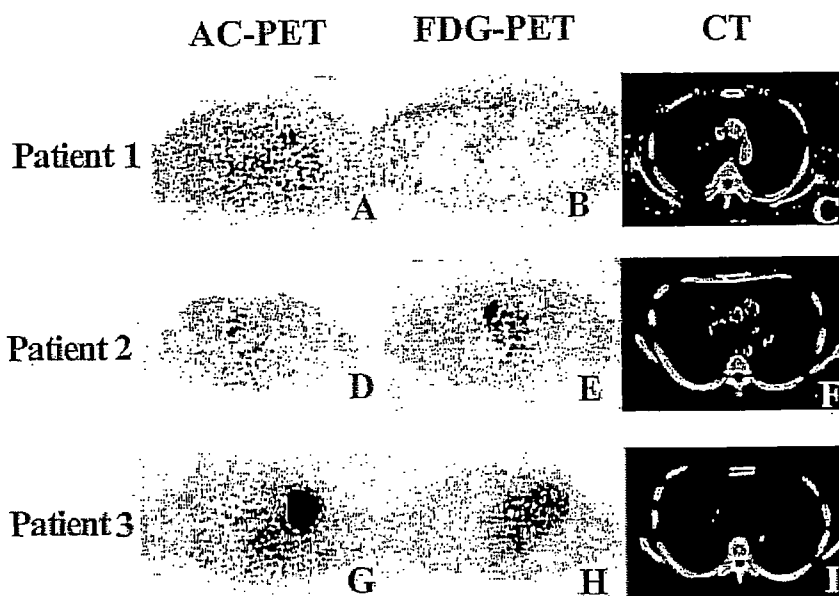 AC-PET FDG-PET CT
Patient 1 A B C
Patient 2 D E F
Patient 3 G H I